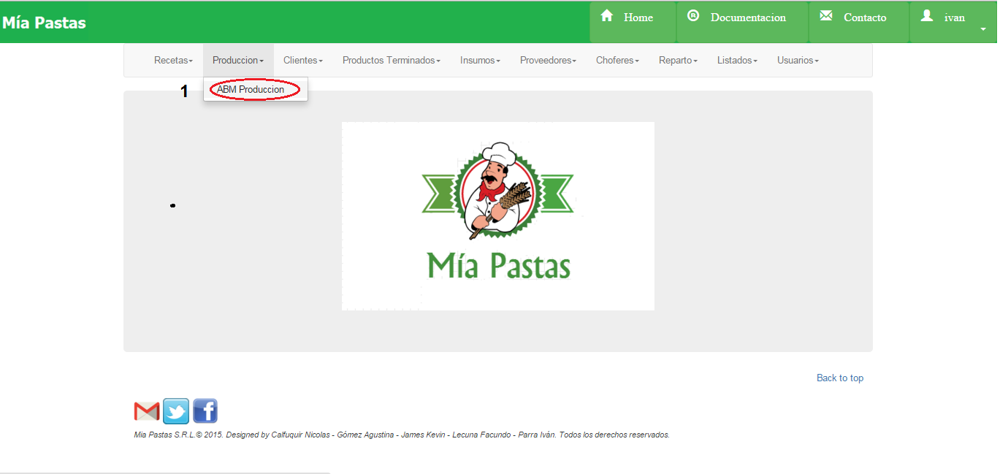 Mía Pastas
Home
Documentacion
Contacto
ivan
Recetas
Produccion
Clientes
Productos Terminados
Insumos
Proveedores
Choferes
Reparto
Listados
Usuarios
1
ABM Produccion
Mía Pastas
Back to top
Mia Pastas S.R.L.© 2015. Designed by Calfuquir Nicolas - Gómez Agustina - James Kevin - Lecuna Facundo - Parra Iván. Todos los derechos reservados.